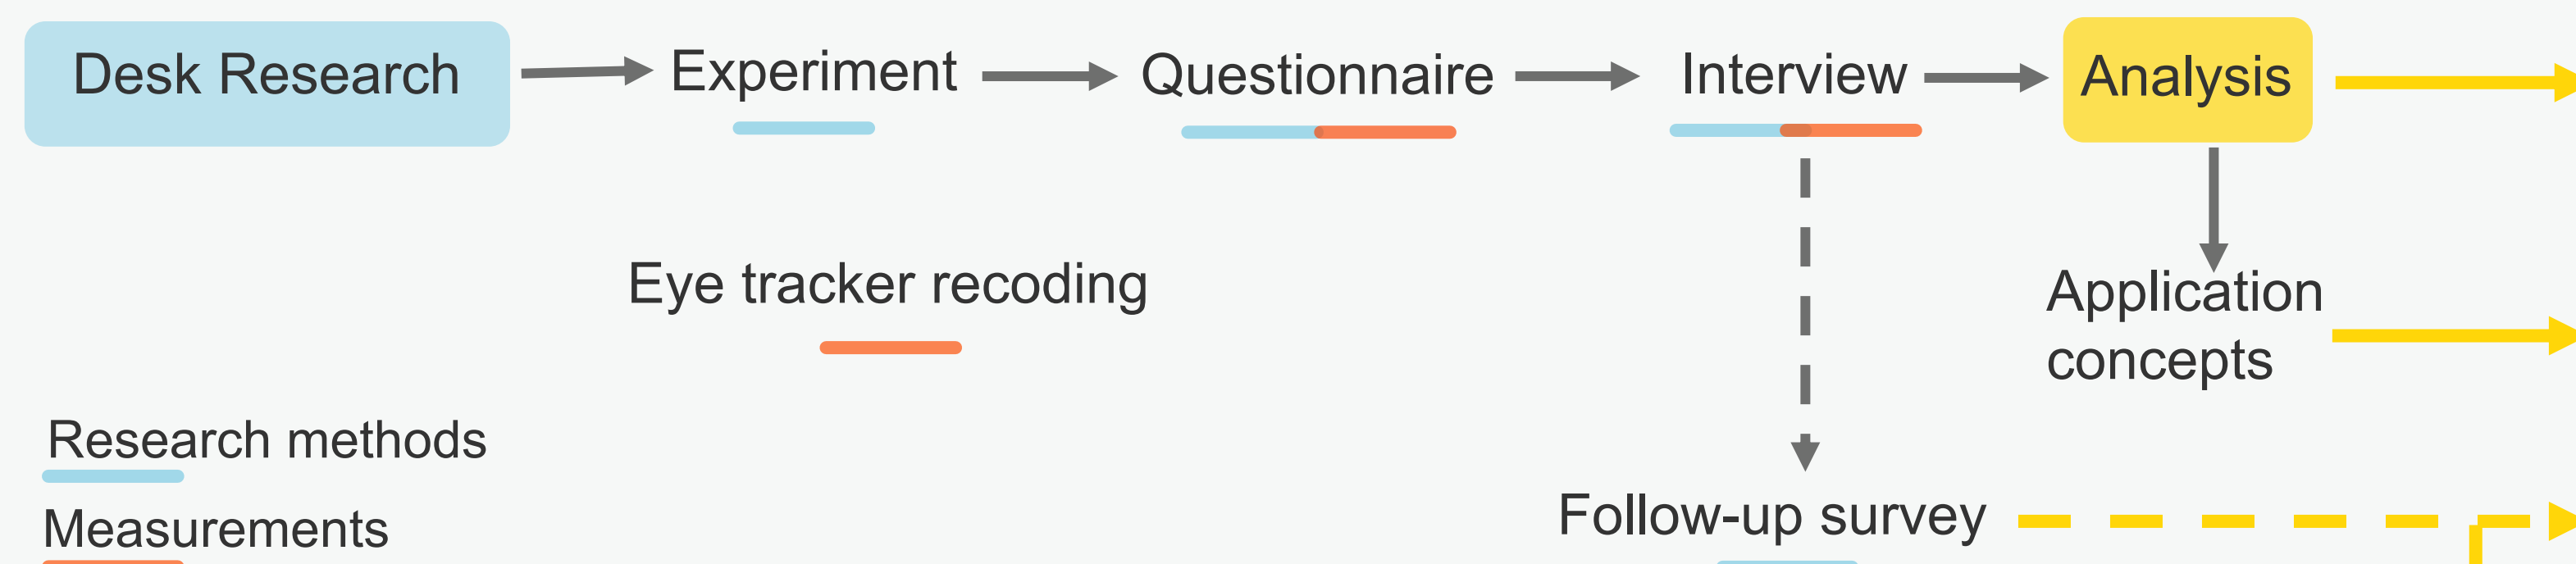 Desk Research
Experiment
Questionnaire
Interview
Analysis
Eye tracker recoding
Application
concepts
Research methods
Measurements
Follow-up survey